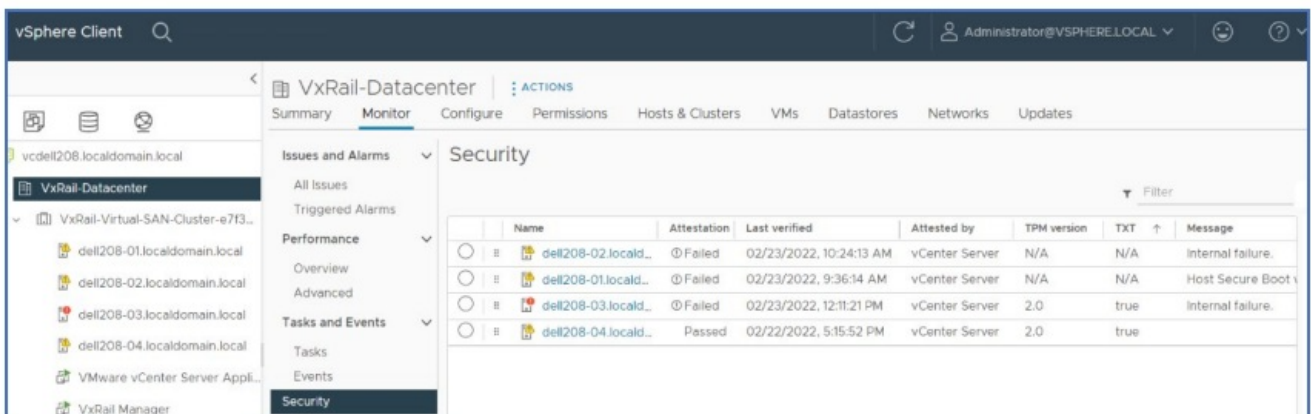 vSphere Client
Administrator@VSPHERE.LOCAL
VxRail-Datacenter
ACTIONS
Summary Monitor Configure Permissions Hosts & Clusters VMs Datastores Networks Updates
vcdell208.localdomain.local
VxRail-Datacenter
VxRail-Virtual-SAN-Cluster-e7f3...
dell208-01.localdomain.local
dell208-02.localdomain.local
dell208-03.localdomain.local
dell208-04.localdomain.local
VMware vCenter Server Appli...
VxRail Manager
Issues and Alarms
All Issues
Triggered Alarms
Performance
Overview
Advanced
Tasks and Events
Tasks
Events
Security
Security
Filter
Name Attestation Last verified Attested by TPM version TXT ↑ Message
dell208-02.locald... Failed 02/23/2022, 10:24:13 AM vCenter Server N/A N/A Internal failure.
dell208-01.locald... Failed 02/23/2022, 9:36:14 AM vCenter Server N/A N/A Host Secure Boot
dell208-03.locald... Failed 02/23/2022, 12:11:21 PM vCenter Server 2.0 true Internal failure.
dell208-04.locald... Passed 02/22/2022, 5:15:52 PM vCenter Server 2.0 true